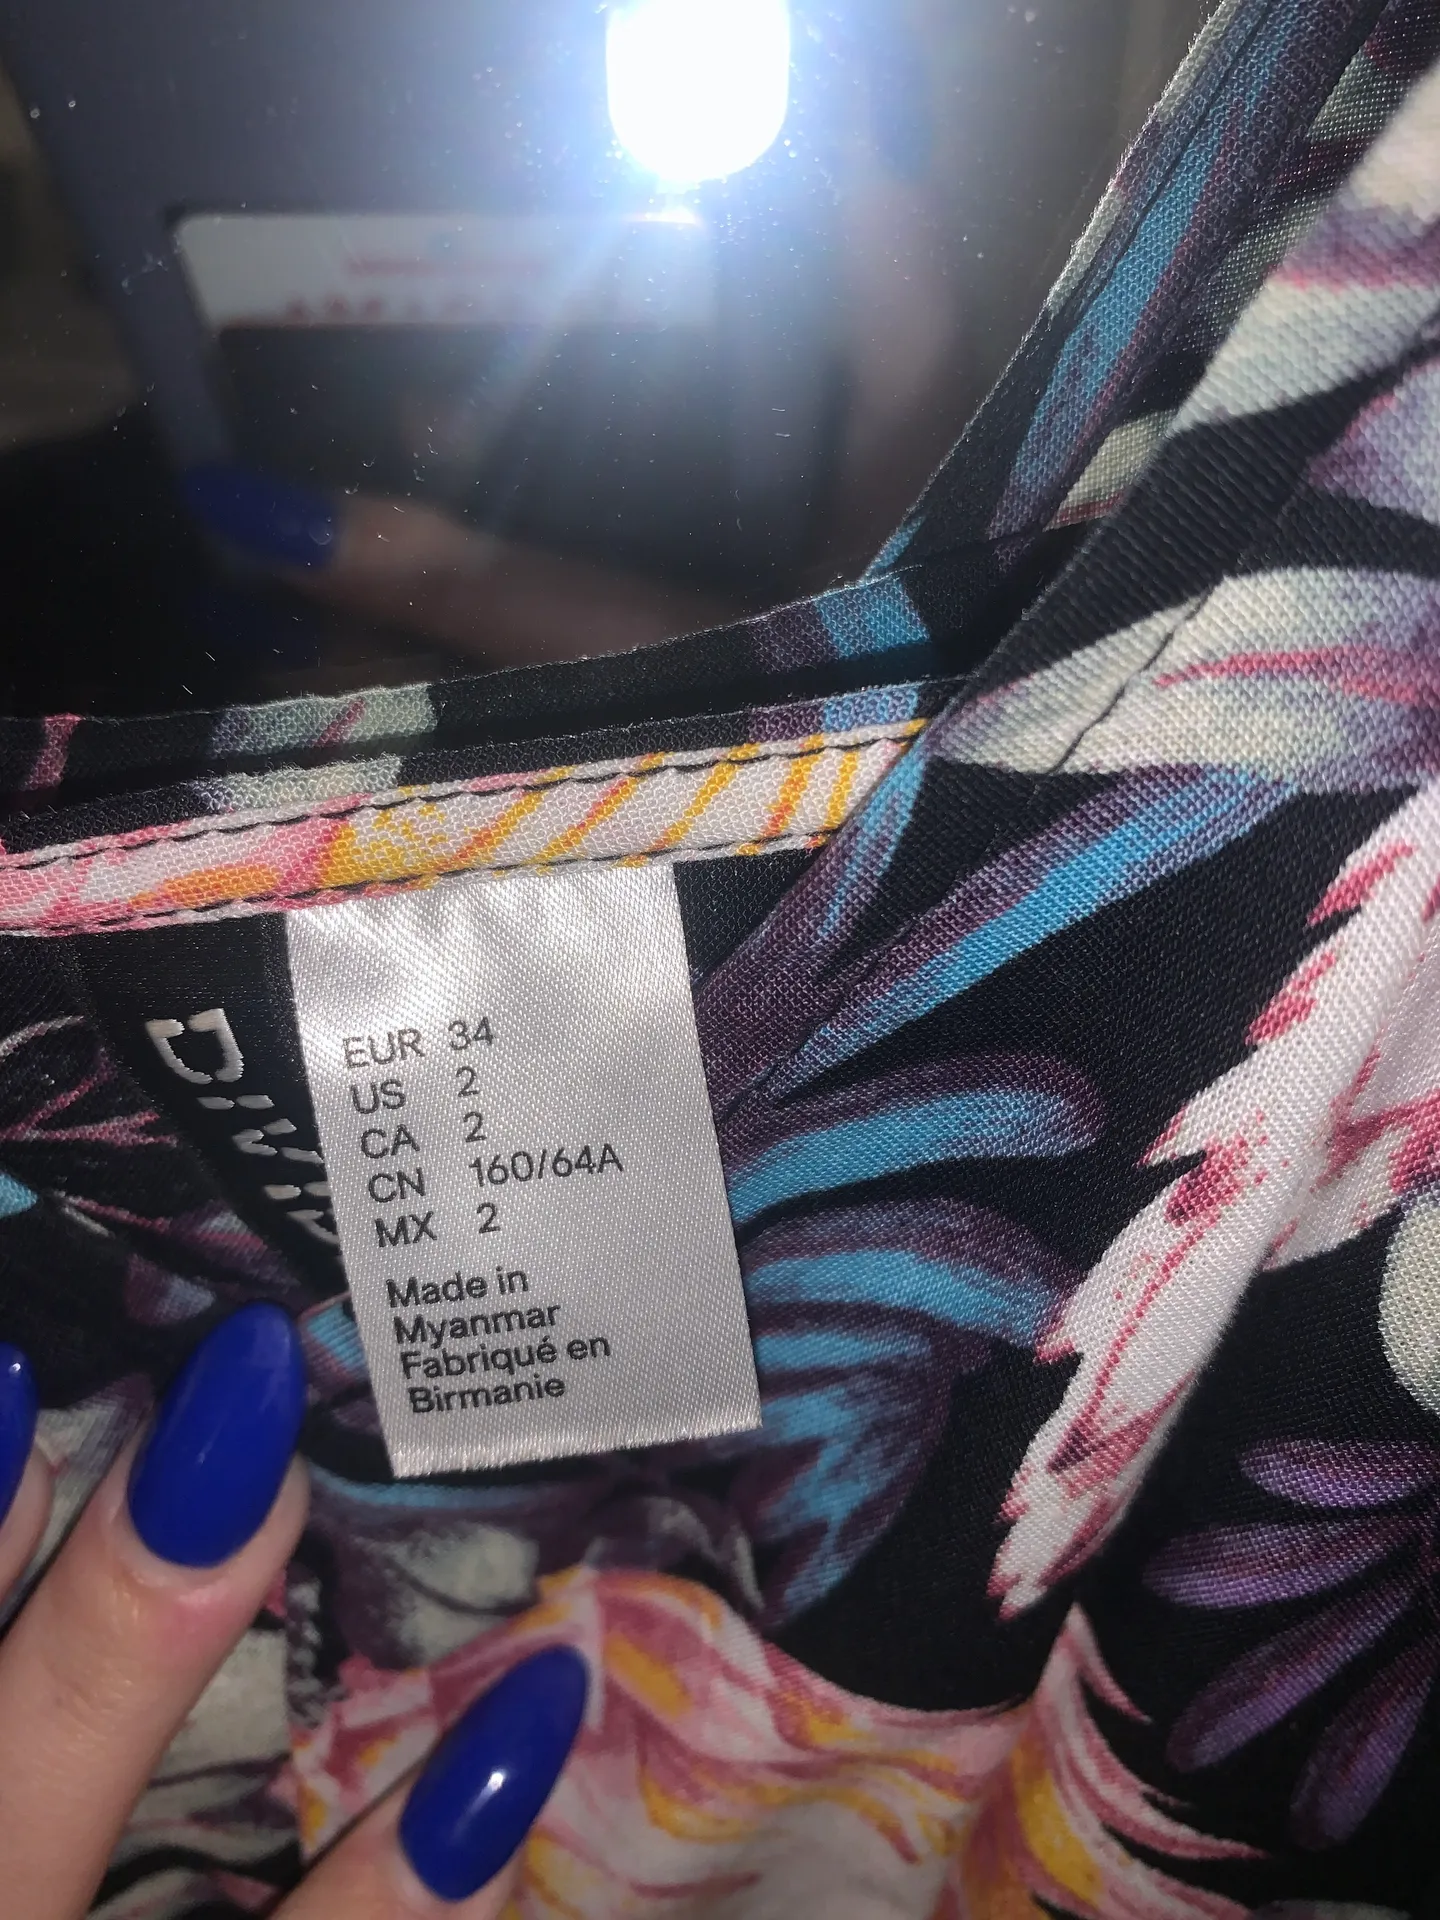 EUR 34
US 2
CA 2
CN 160/64A
MX 2
Made in
Myanmar
Fabriqué en
Birmanie